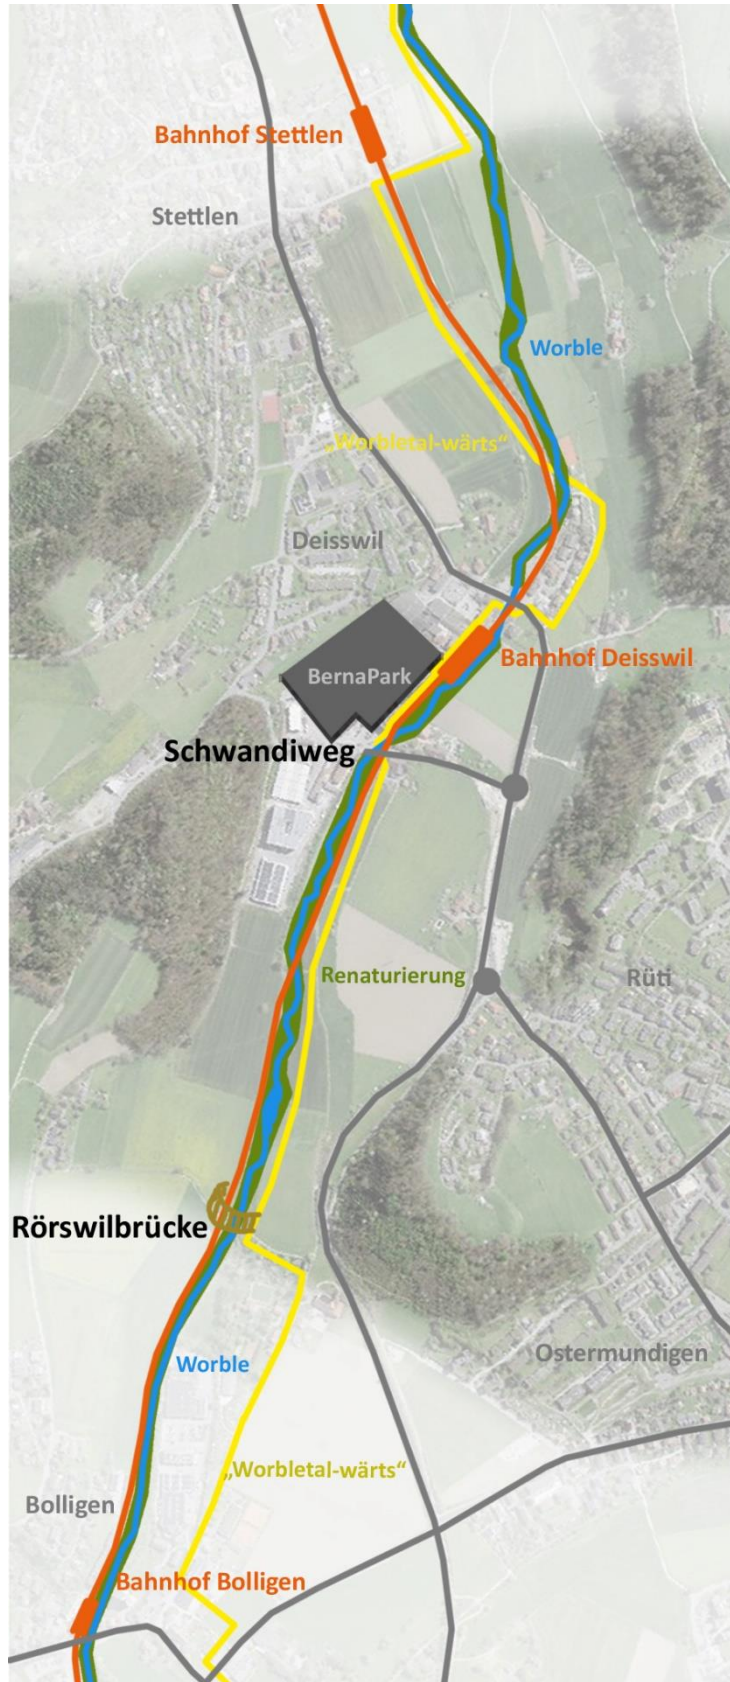 Bahnhof Stettlen
Stettlen
Worble
„Worbletal-wärts“
Deisswil
Bahnhof Deisswil
BernaPark
Schwandiweg
Renaturierung
Rüti
Rörswilbrücke
Ostermundigen
Worble
„Worbletal-wärts“
Bolligen
Bahnhof Bolligen